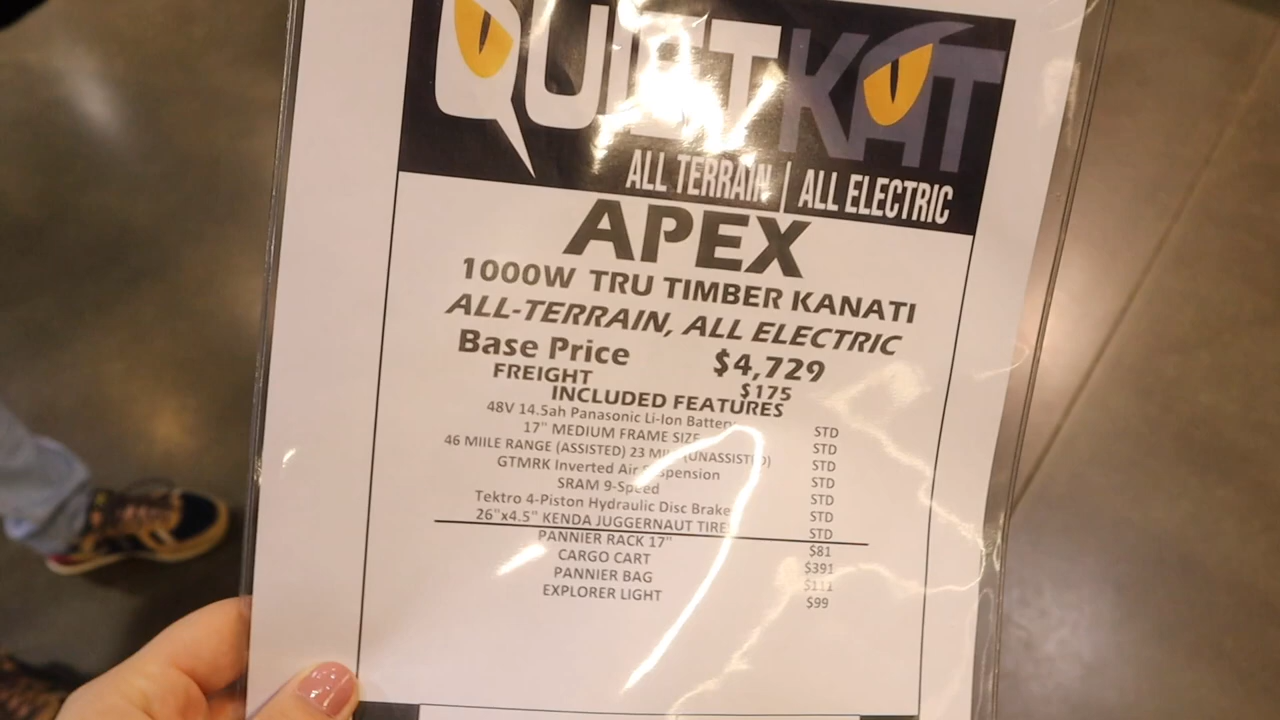 QUIETKAT
ALL TERRAIN | ALL ELECTRIC
APEX
1000W TRU TIMBER KANATI
ALL-TERRAIN, ALL ELECTRIC
Base Price $4,729
FREIGHT $175
INCLUDED FEATURES
48V 14.5ah Panasonic Li-Ion Battery STD
17" MEDIUM FRAME SIZE STD
46 MIILE RANGE (ASSISTED) 23 MILE (UNASSISTED) STD
GTMRK Inverted Air Suspension STD
SRAM 9-Speed STD
Tektro 4-Piston Hydraulic Disc Brake STD
26"x4.5" KENDA JUGGERNAUT TIRE STD
PANNIER RACK 17" $81
CARGO CART $391
PANNIER BAG
EXPLORER LIGHT $99